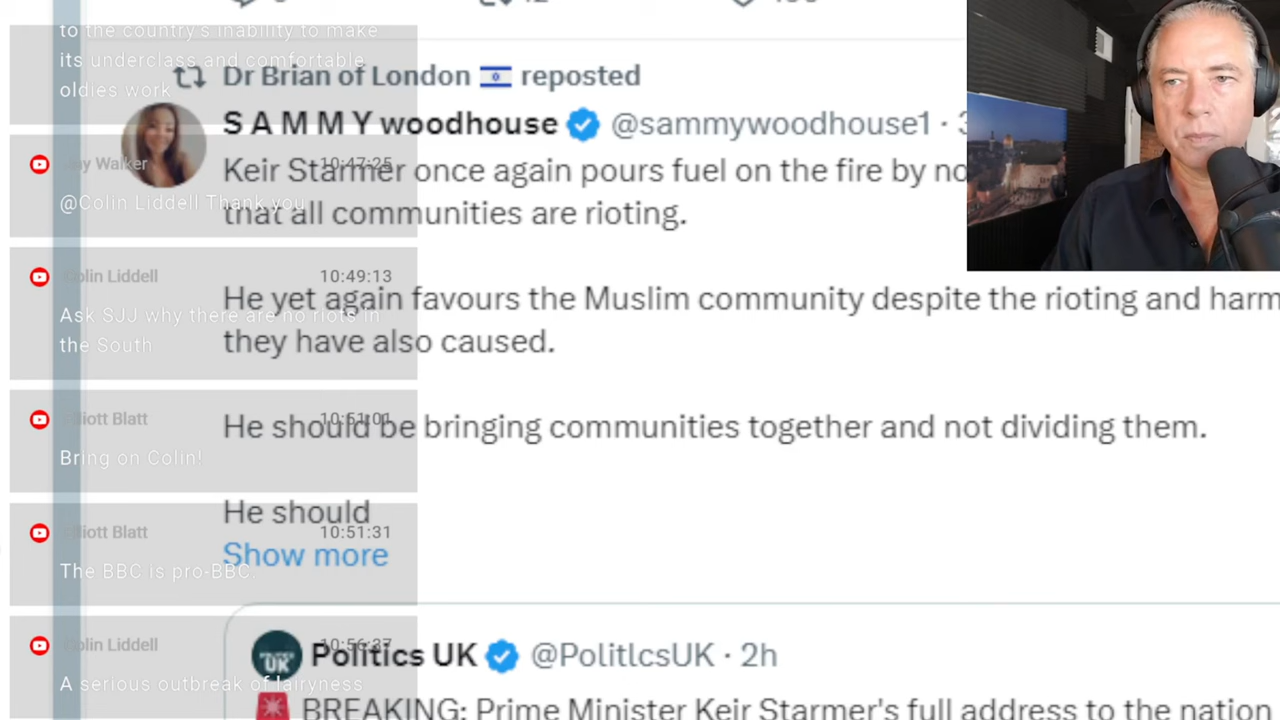 to the country's inability to make
its underclass and comfortable
oldies work
Dr Brian of London reposted
S A M M Y woodhouse @sammywoodhouse1 ·
Keir Starmer once again pours fuel on the fire by
that all communities are rioting.
He yet again favours the Muslim community despite the rioting and
they have also caused.
He should be bringing communities together and not dividing them.
He should
Show more
Politics UK @PolitlcsUK · 2h
BREAKING: Prime Minister Keir Starmer's full address to the nation
Walker 10:47:25
@Colin Liddell Thank you
Colin Liddell 10:49:13
Ask SJJ why there are no riots in
the South
Elliott Blatt 10:51:01
Bring on Colin!
Elliott Blatt 10:51:31
The BBC is pro-BBC.
Colin Liddell 10:56:37
A serious outbreak of